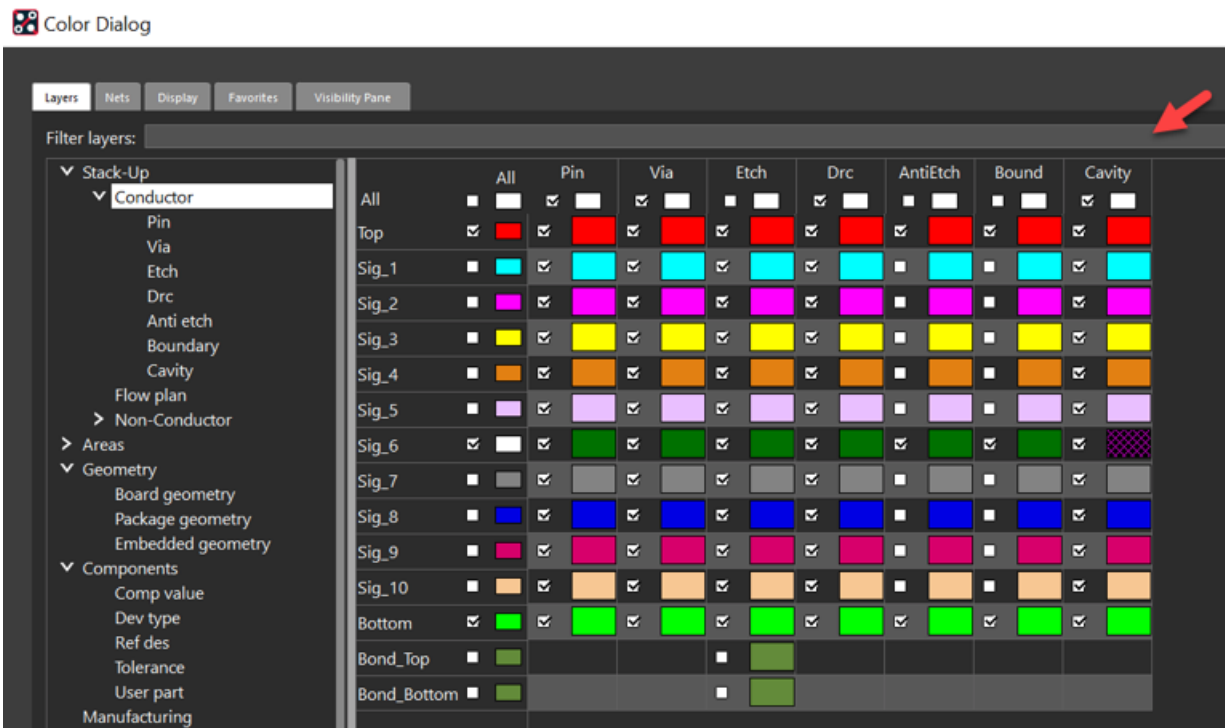 Color Dialog
Layers Nets Display Favorites Visibility Pane
Filter layers:
Stack-Up
Conductor
Pin
Via
Etch
Drc
Anti etch
Boundary
Cavity
Flow plan
Non-Conductor
Areas
Geometry
Board geometry
Package geometry
Embedded geometry
Components
Comp value
Dev type
Ref des
Tolerance
User part
Manufacturing
All Pin Via Etch Drc AntiEtch Bound Cavity
All
Top
Sig_1
Sig_2
Sig_3
Sig_4
Sig_5
Sig_6
Sig_7
Sig_8
Sig_9
Sig_10
Bottom
Bond_Top
Bond_Bottom